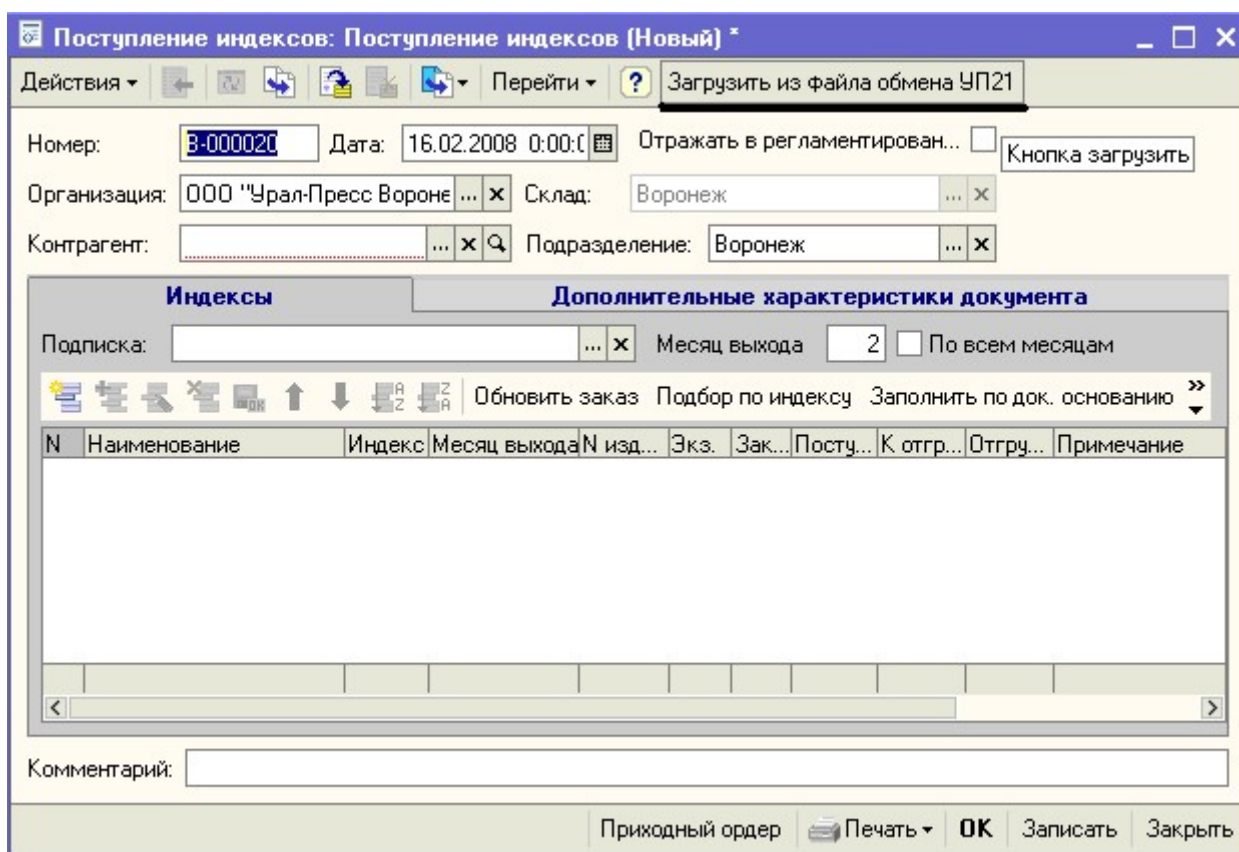 Поступление индексов: Поступление индексов (Новый) *
Действия Перейти ? Загрузить из файла обмена УП21
Номер: В-000020 Дата: 16.02.2008 0:00:0 Отражать в регламентирован... Кнопка загрузить
Организация: ООО "Урал-Пресс Вороне ... x Склад: Воронеж ... x
Контрагент: ... x Подразделение: Воронеж ... x
Индексы Дополнительные характеристики документа
Подписка: ... x Месяц выхода 2 По всем месяцам
Обновить заказ Подбор по индексу Заполнить по док. основанию
N Наименование Индекс Месяц выхода N изд... Экз. Зак... Посту... К отгр... Отгру... Примечание
Комментарий:
Приходный ордер Печать OK Записать Закрыть